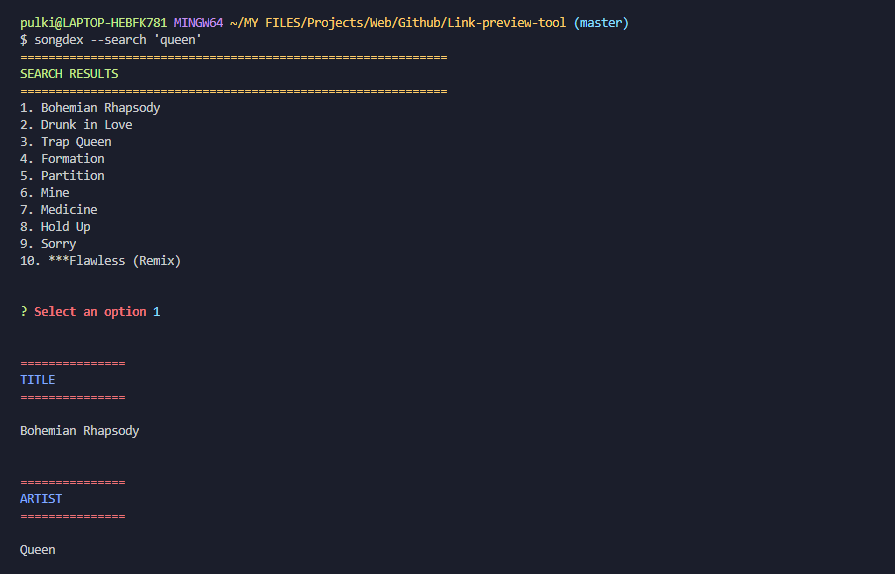 pulki@LAPTOP-HEBFK781 MINGW64 ~/MY FILES/Projects/Web/Github/Link-preview-tool (master)
$ songdex --search 'queen'
=============================================================
SEARCH RESULTS
=============================================================
1. Bohemian Rhapsody
2. Drunk in Love
3. Trap Queen
4. Formation
5. Partition
6. Mine
7. Medicine
8. Hold Up
9. Sorry
10. ***Flawless (Remix)
? Select an option 1
===============
TITLE
===============
Bohemian Rhapsody
===============
ARTIST
===============
Queen